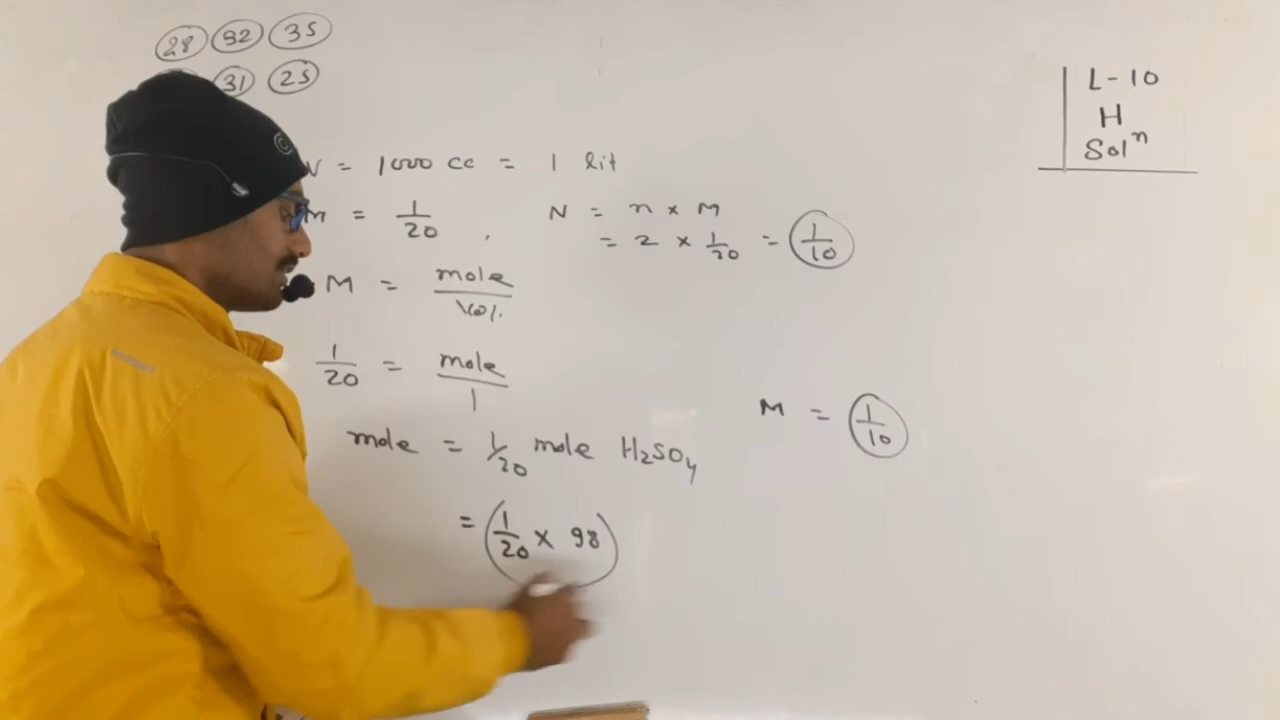 28 32 35
31 25
L-10
H
Solⁿ
V = 1000 cc = 1 lit
m = 1/20 , N = n × M
= 2 × 1/20 = 1/10
M = mole/vol.
1/20 = mole/1
M = 1/10
mole = 1/20 mole H₂SO₄
= (1/20 × 98)